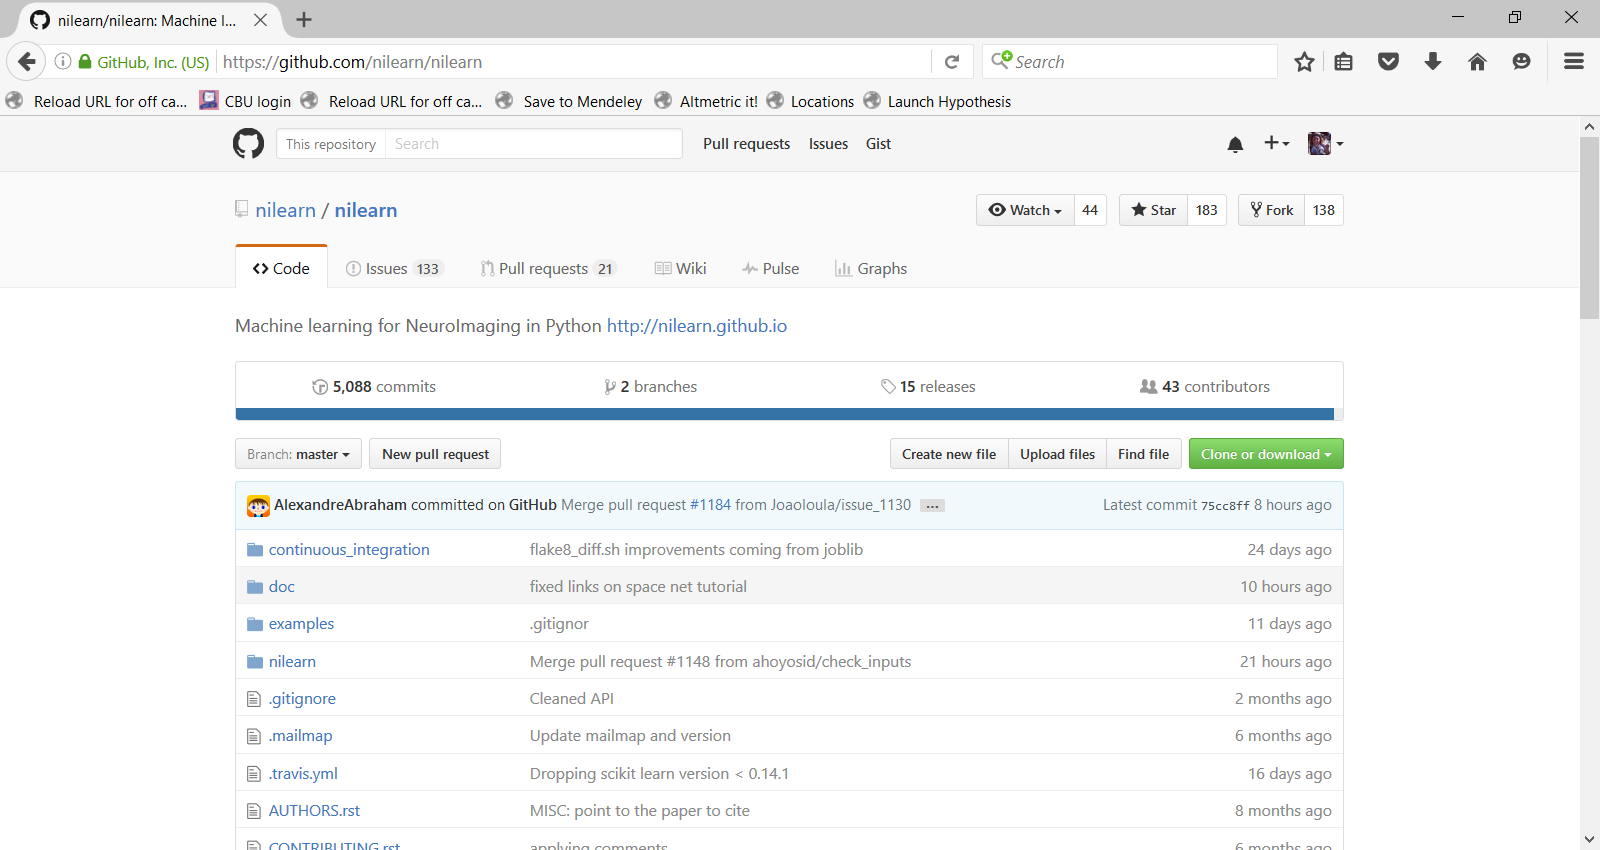 nilearn/nilearn: Machine l...
GitHub, Inc. (US) https://github.com/nilearn/nilearn Search
Reload URL for off ca... CBU login Reload URL for off ca... Save to Mendeley Altmetric it! Locations Launch Hypothesis
This repository Search Pull requests Issues Gist
nilearn / nilearn Watch 44 Star 183 Fork 138
Code Issues 133 Pull requests 21 Wiki Pulse Graphs
Machine learning for NeuroImaging in Python http://nilearn.github.io
5,088 commits 2 branches 15 releases 43 contributors
Branch: master New pull request Create new file Upload files Find file Clone or download
AlexandreAbraham committed on GitHub Merge pull request #1184 from Joaoloula/issue_1130 ... Latest commit 75cc8ff 8 hours ago
continuous_integration flake8_diff.sh improvements coming from joblib 24 days ago
doc fixed links on space net tutorial 10 hours ago
examples .gitignor 11 days ago
nilearn Merge pull request #1148 from ahoyosid/check_inputs 21 hours ago
.gitignore Cleaned API 2 months ago
.mailmap Update mailmap and version 6 months ago
.travis.yml Dropping scikit learn version < 0.14.1 16 days ago
AUTHORS.rst MISC: point to the paper to cite 8 months ago
CONTRIBUTING.rst applying comments 6 months ago